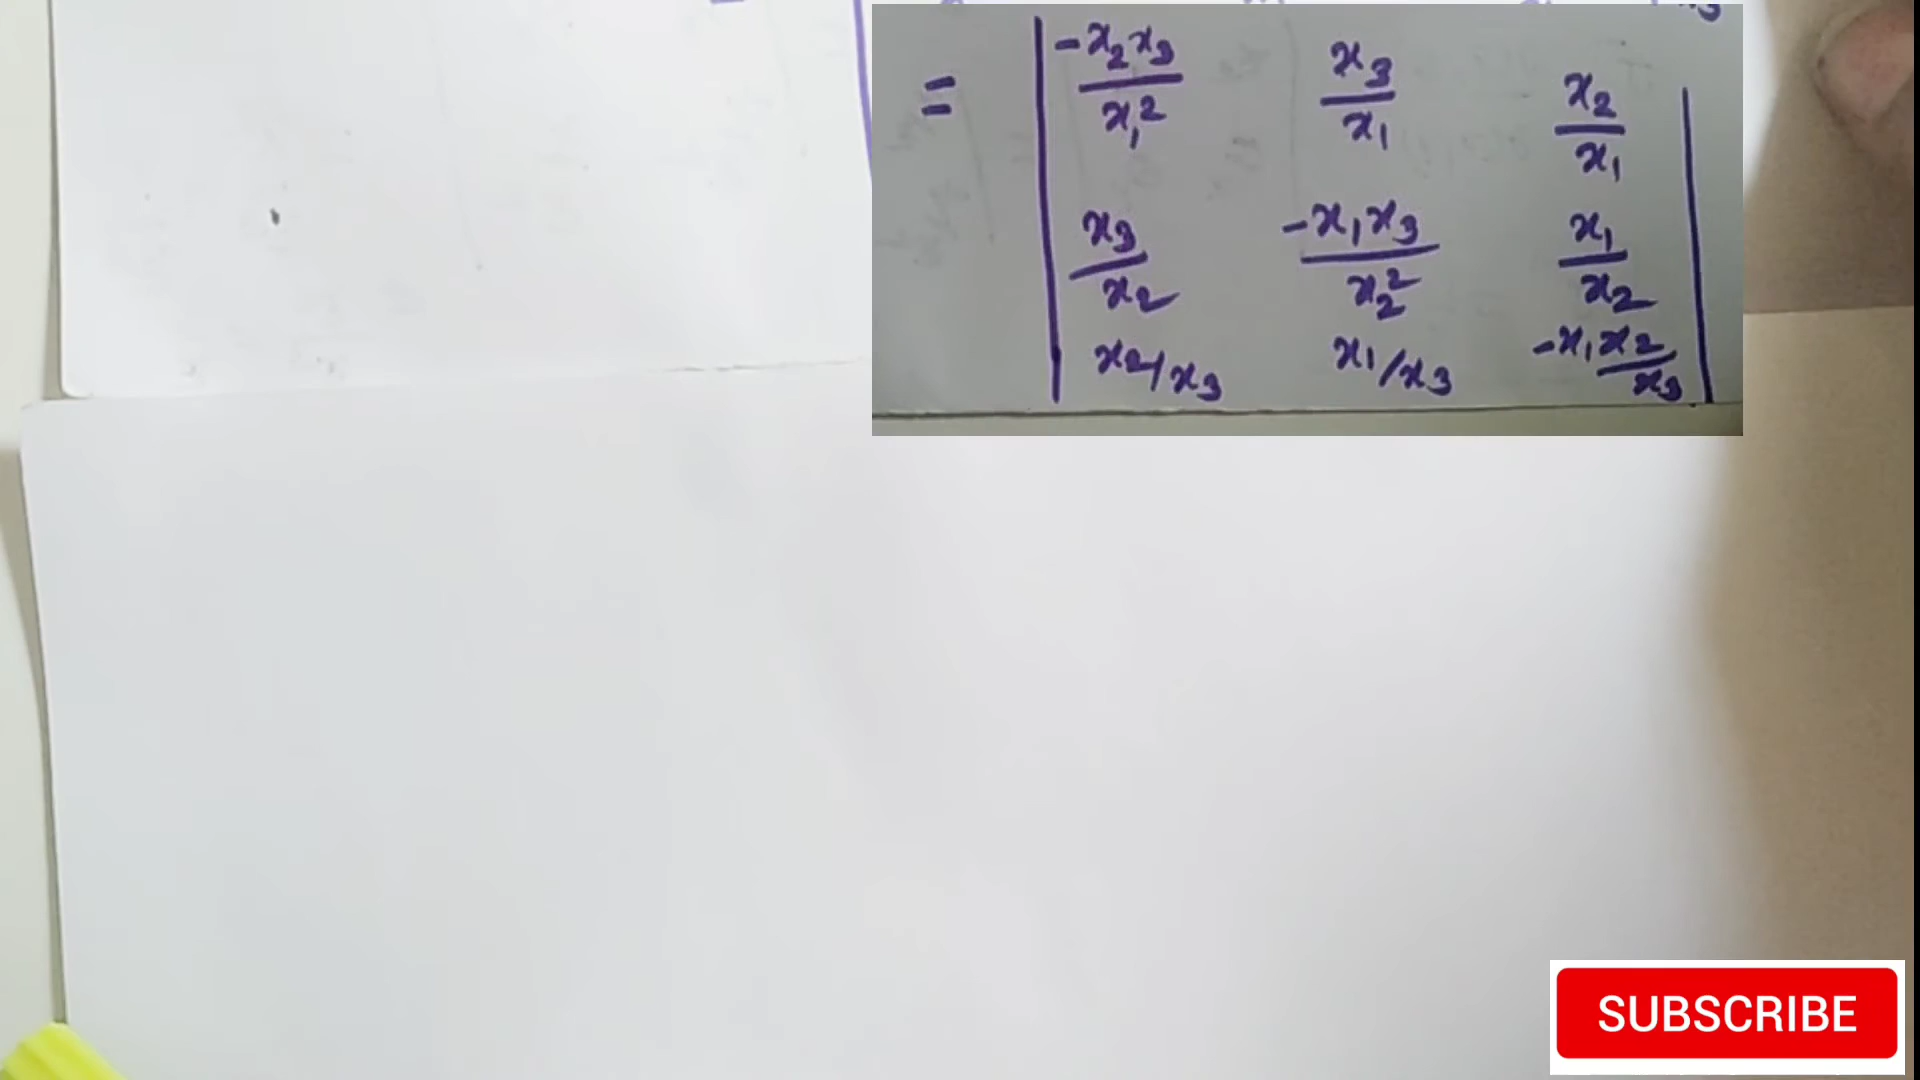 = | -x₂x₃/x₁² x₃/x₁ x₂/x₁ |
| x₃/x₂ -x₁x₃/x₂² x₁/x₂ |
| x₂/x₃ x₁/x₃ -x₁x₂/x₃ |
SUBSCRIBE